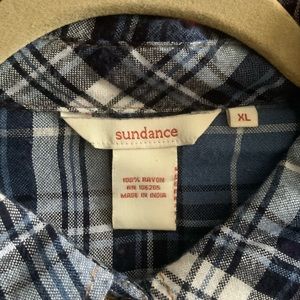 sundance
XL
100% RAYON
RN 106205
MADE IN INDIA